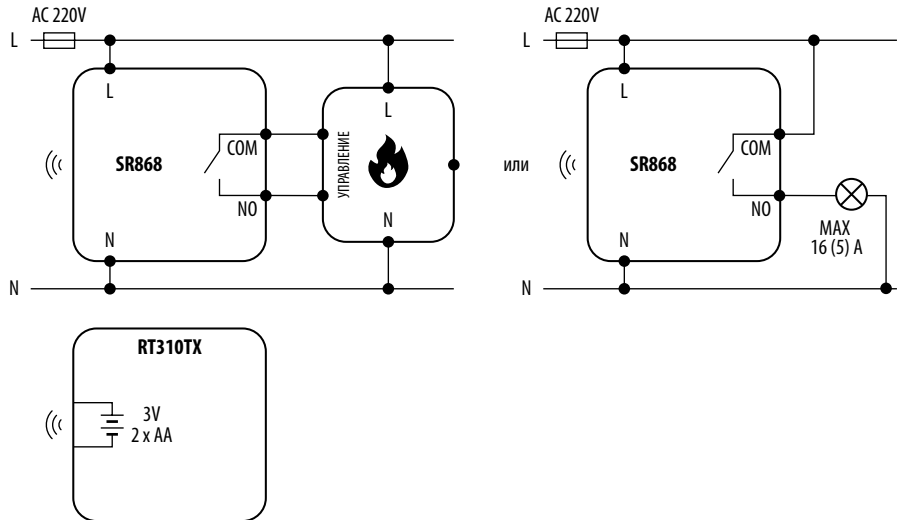 AC 220V
L
L
SR868
COM
NO
N
N
L
УПРАВЛЕНИЕ
N
или
AC 220V
L
L
SR868
COM
NO
MAX
16 (5) A
N
N
RT310TX
3V
2 x AA